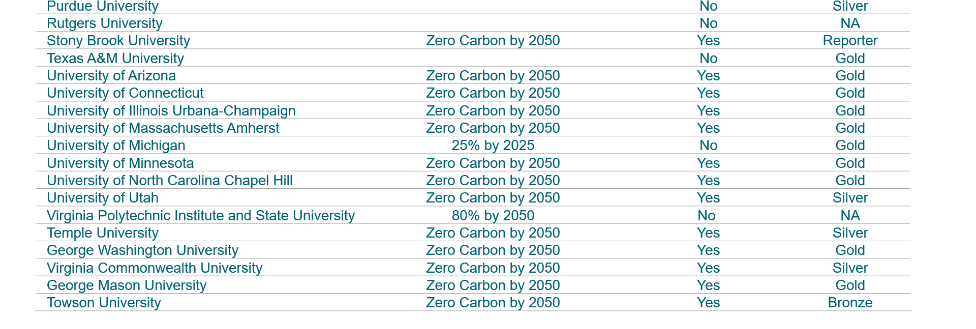 Purdue University No Silver
Rutgers University No NA
Stony Brook University Zero Carbon by 2050 Yes Reporter
Texas A&M University No Gold
University of Arizona Zero Carbon by 2050 Yes Gold
University of Connecticut Zero Carbon by 2050 Yes Gold
University of Illinois Urbana-Champaign Zero Carbon by 2050 Yes Gold
University of Massachusetts Amherst Zero Carbon by 2050 Yes Gold
University of Michigan 25% by 2025 No Gold
University of Minnesota Zero Carbon by 2050 Yes Gold
University of North Carolina Chapel Hill Zero Carbon by 2050 Yes Gold
University of Utah Zero Carbon by 2050 Yes Silver
Virginia Polytechnic Institute and State University 80% by 2050 No NA
Temple University Zero Carbon by 2050 Yes Silver
George Washington University Zero Carbon by 2050 Yes Gold
Virginia Commonwealth University Zero Carbon by 2050 Yes Silver
George Mason University Zero Carbon by 2050 Yes Gold
Towson University Zero Carbon by 2050 Yes Bronze